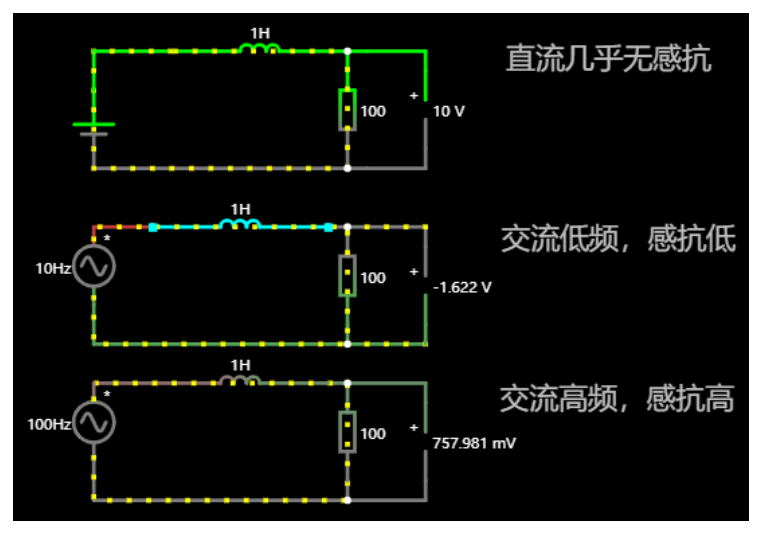 1H
直流几乎无感抗
+
100
10 V
1H
*
交流低频，感抗低
10Hz
+
100
-1.622 V
1H
*
交流高频，感抗高
100Hz
+
100
757.981 mV